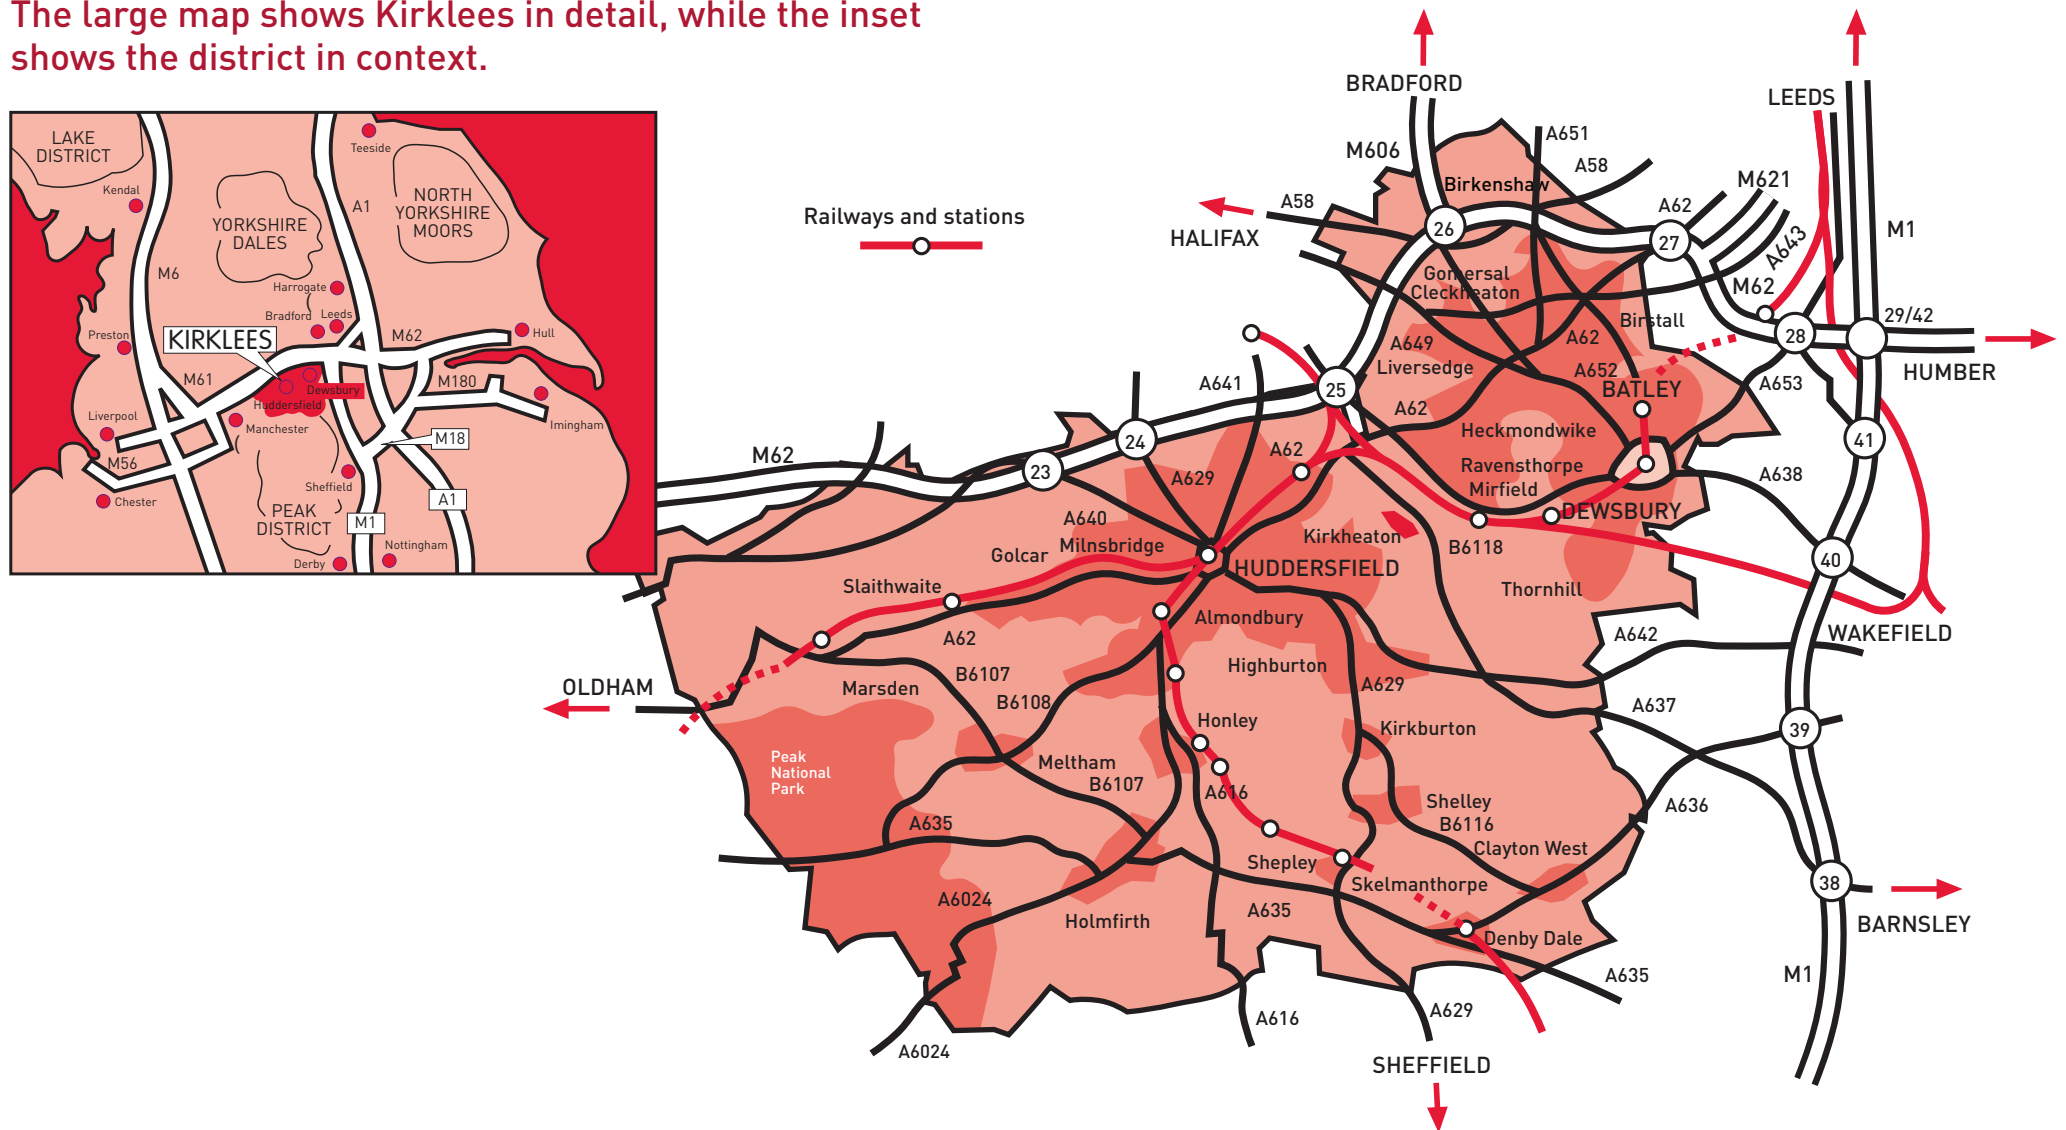 The large map shows Kirklees in detail, while the inset
shows the district in context.
LAKE
DISTRICT
Kendal
M6
Preston
KIRKLEES
M61
Liverpool
M56
Chester
YORKSHIRE
DALES
Harrogate
Bradford
Leeds
A1
Teeside
NORTH
YORKSHIRE
MOORS
M62
Hull
M180
Imingham
Dewsbury
Huddersfield
Manchester
M18
Sheffield
PEAK
DISTRICT
M1
A1
Nottingham
Derby
Railways and stations
BRADFORD
M606
A651
A58
Birkenshaw
A58
HALIFAX
26
A62
27
M621
A643
LEEDS
M1
M62
29/42
28
HUMBER
Gomersal
Cleckheaton
Birstall
A62
A649
Liversedge
A652
BATLEY
A653
A641
25
A62
Heckmondwike
41
M62
24
23
A62
A629
Ravensthorpe
Mirfield
DEWSBURY
A638
A640
Milnsbridge
Golcar
Kirkheaton
B6118
40
HUDDERSFIELD
Slaithwaite
Thornhill
Almondbury
A62
A642
WAKEFIELD
OLDHAM
B6107
Marsden
B6108
Highburton
A629
A637
Honley
Kirkburton
39
Peak
National
Park
Meltham
B6107
A616
Shelley
B6116
A636
A635
Clayton West
Shepley
Skelmanthorpe
38
A6024
A635
Holmfirth
BARNSLEY
Denby Dale
A635
M1
A616
A629
A6024
SHEFFIELD